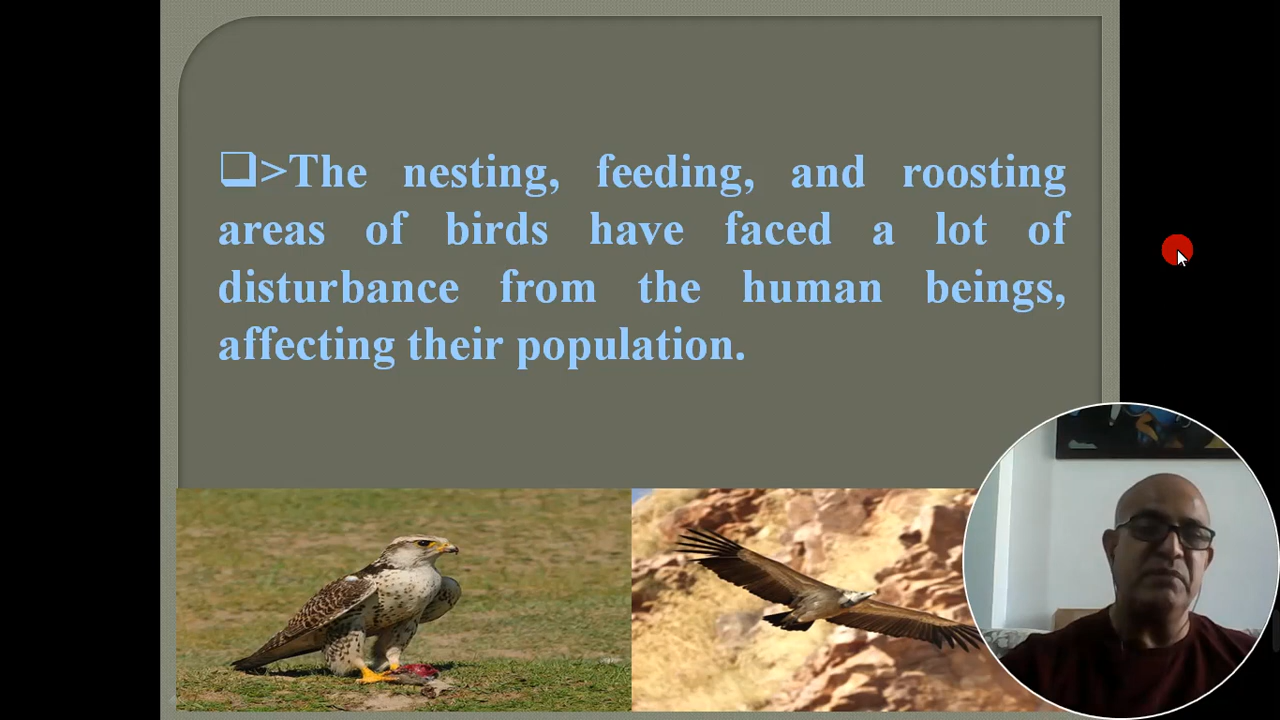 ❑>The nesting, feeding, and roosting
areas of birds have faced a lot of
disturbance from the human beings,
affecting their population.